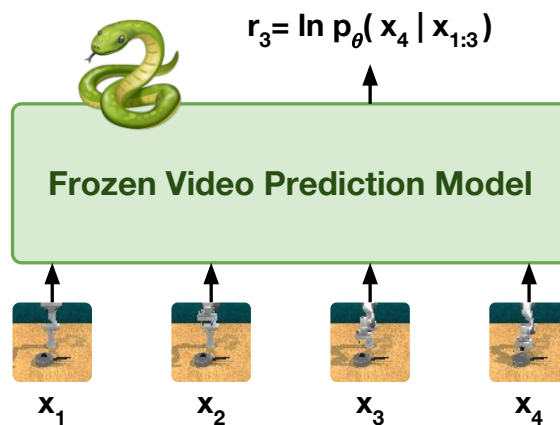 r₃= ln p_θ( x₄ | x₁:₃)
Frozen Video Prediction Model
x₁ x₂ x₃ x₄